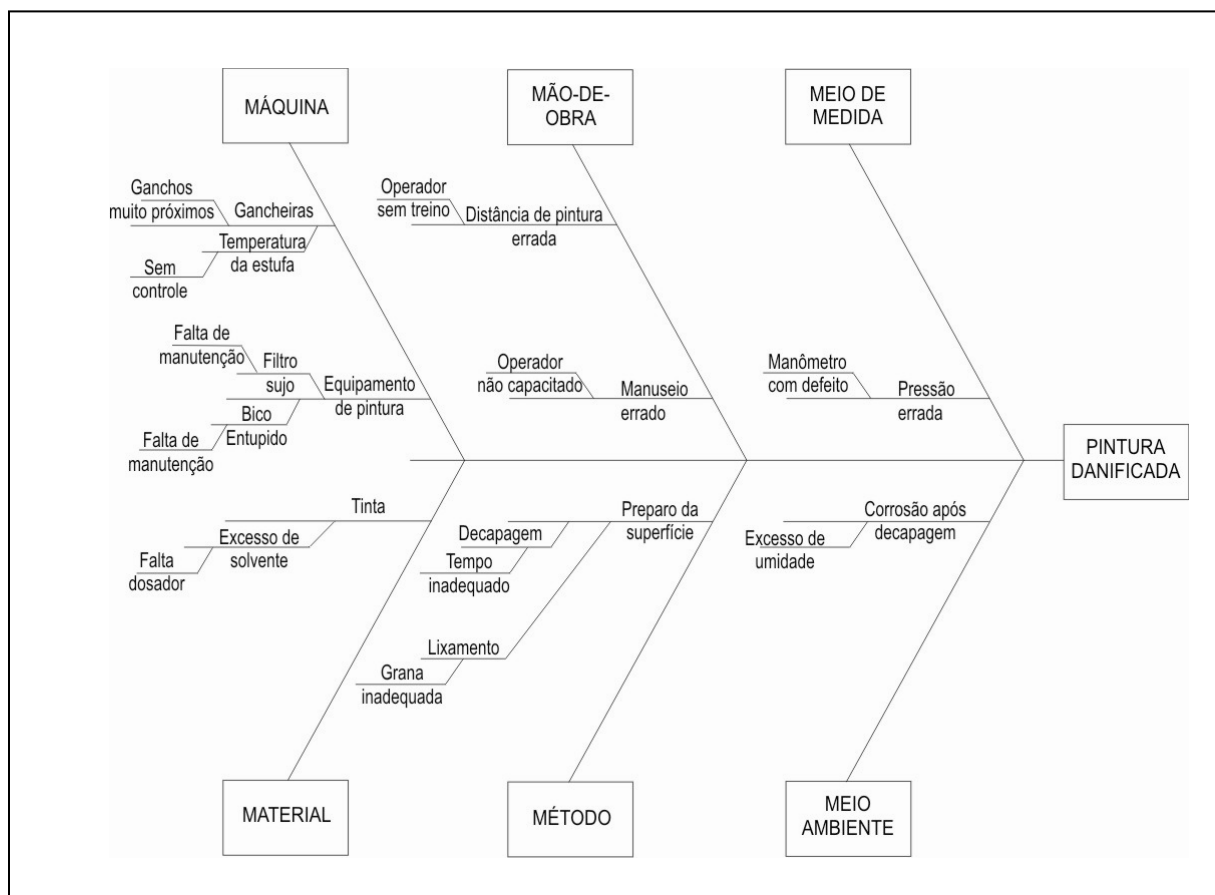 MÁQUINA
MÃO-DE-
OBRA
MEIO DE
MEDIDA
Ganchos
muito próximos
Gancheiras
Temperatura
da estufa
Sem
controle
Operador
sem treino
Distância de pintura
errada
Falta de
manutenção
Filtro
sujo
Equipamento
de pintura
Bico
Entupido
Falta de
manutenção
Operador
não capacitado
Manuseio
errado
Manômetro
com defeito
Pressão
errada
PINTURA
DANIFICADA
Tinta
Excesso de
solvente
Falta
dosador
Preparo da
superfície
Decapagem
Tempo
inadequado
Lixamento
Grana
inadequada
Corrosão após
decapagem
Excesso de
umidade
MATERIAL
MÉTODO
MEIO
AMBIENTE